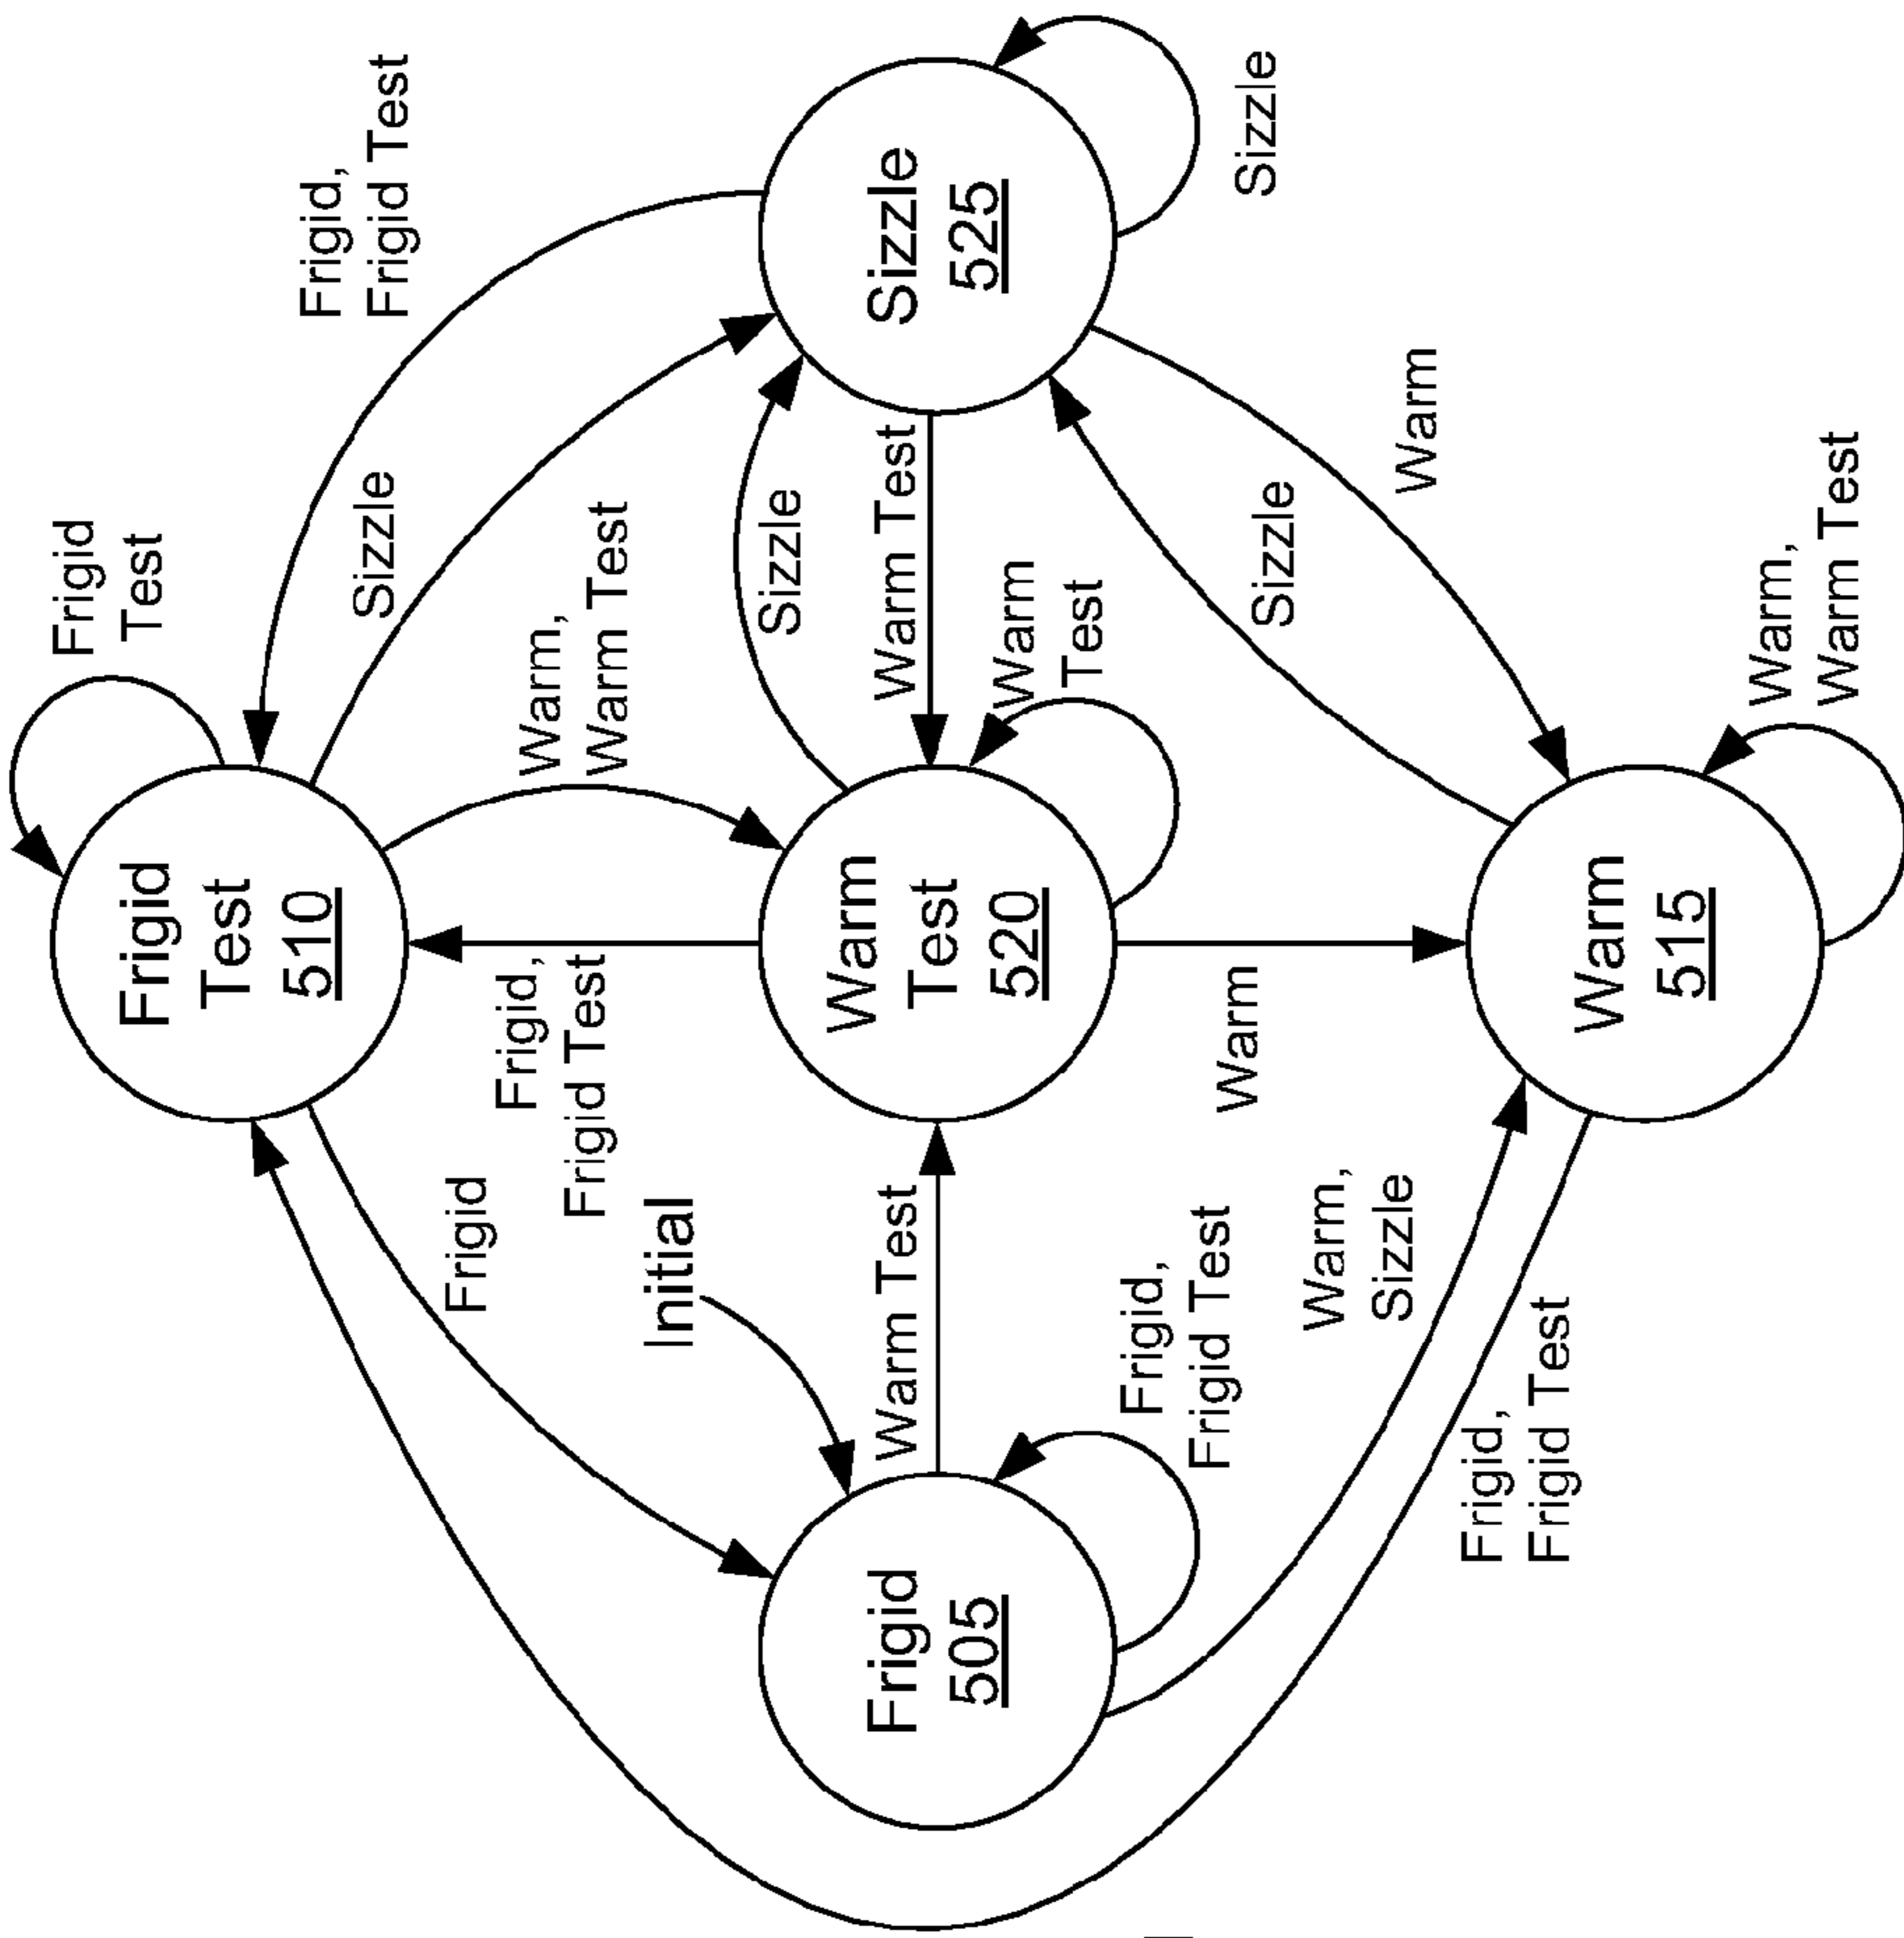 Frigid
Test
Frigid
Test
510
Frigid,
Frigid Test
Sizzle
Warm,
Warm Test
Frigid
Frigid,
Frigid Test
Initial
Sizzle
Frigid
505
Warm Test
Warm
Test
520
Warm Test
Sizzle
525
Warm
Test
Frigid,
Frigid Test
Warm
Sizzle
Sizzle
Warm,
Sizzle
Warm
Frigid,
Frigid Test
Warm
515
Warm,
Warm Test